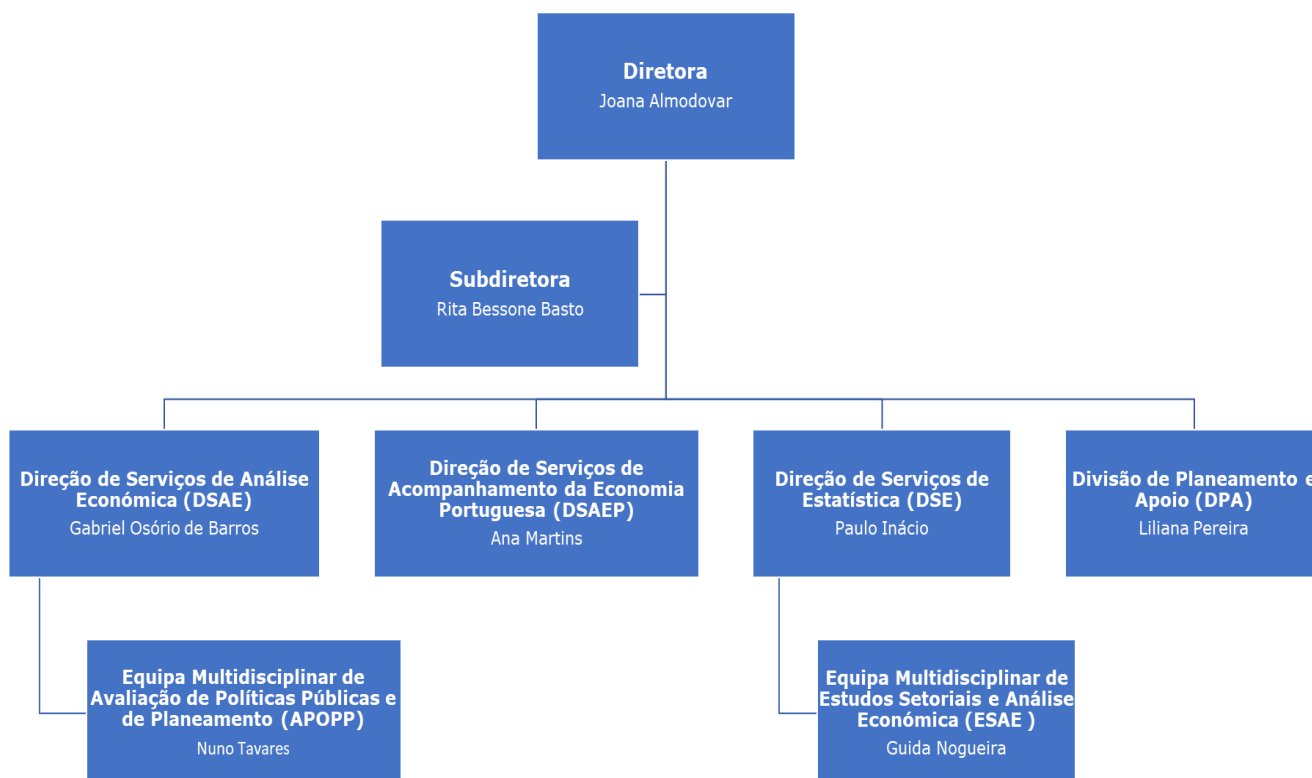 Diretora
Joana Almodovar
Subdiretora
Rita Bessone Basto
Direção de Serviços de Análise
Económica (DSAE)
Gabriel Osório de Barros
Direção de Serviços de
Acompanhamento da Economia
Portuguesa (DSAEP)
Ana Martins
Direção de Serviços de
Estatística (DSE)
Paulo Inácio
Divisão de Planeamento e
Apoio (DPA)
Liliana Pereira
Equipa Multidisciplinar de
Avaliação de Políticas Públicas e
de Planeamento (APOPP)
Nuno Tavares
Equipa Multidisciplinar de
Estudos Setoriais e Análise
Económica (ESAE )
Guida Nogueira